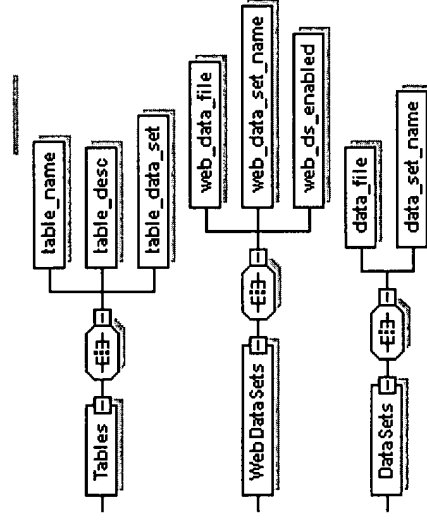 Tables
table_name
table_desc
table_data_set
WebDataSets
web_data_file
web_data_set_name
web_ds_enabled
DataSets
data_file
data_set_name